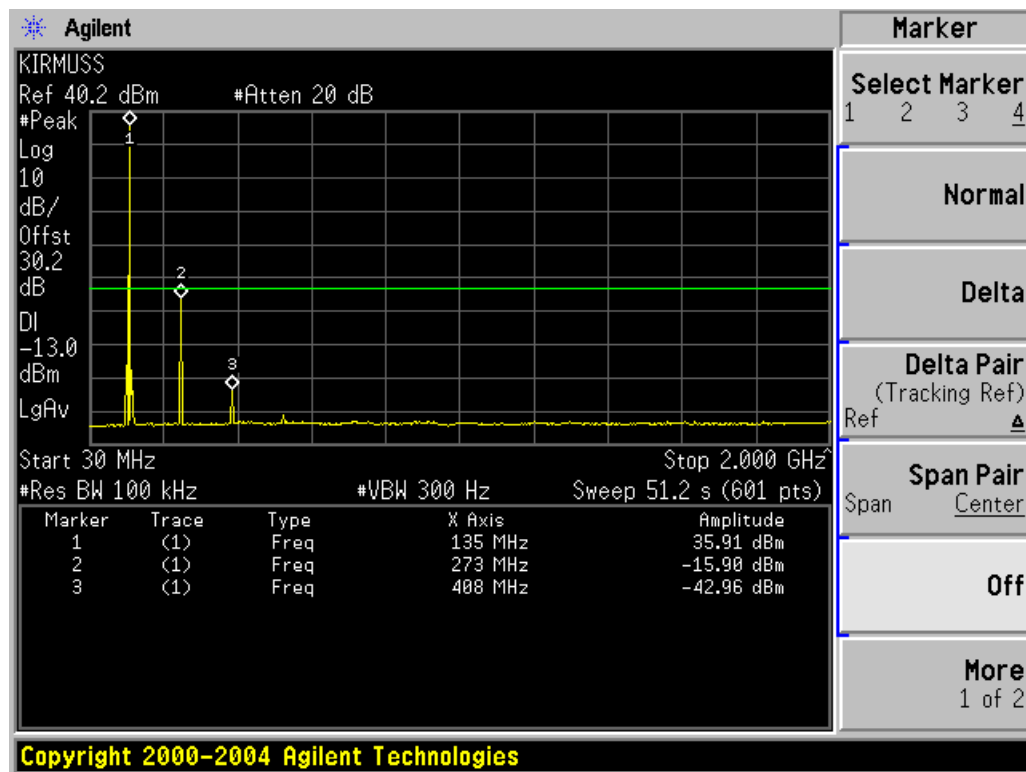 Agilent
Marker
KIRMUSS
Ref 40.2 dBm #Atten 20 dB
#Peak
Log
10
dB/
Offst
30.2
dB
DI
-13.0
dBm
LgAv
1
2
3
Start 30 MHz Stop 2.000 GHz^
#Res BW 100 kHz #VBW 300 Hz Sweep 51.2 s (601 pts)
Marker Trace Type X Axis Amplitude
1 (1) Freq 135 MHz 35.91 dBm
2 (1) Freq 273 MHz -15.90 dBm
3 (1) Freq 408 MHz -42.96 dBm
Select Marker
1 2 3 4
Normal
Delta
Delta Pair
(Tracking Ref)
Ref Δ
Span Pair
Span Center
Off
More
1 of 2
Copyright 2000-2004 Agilent Technologies